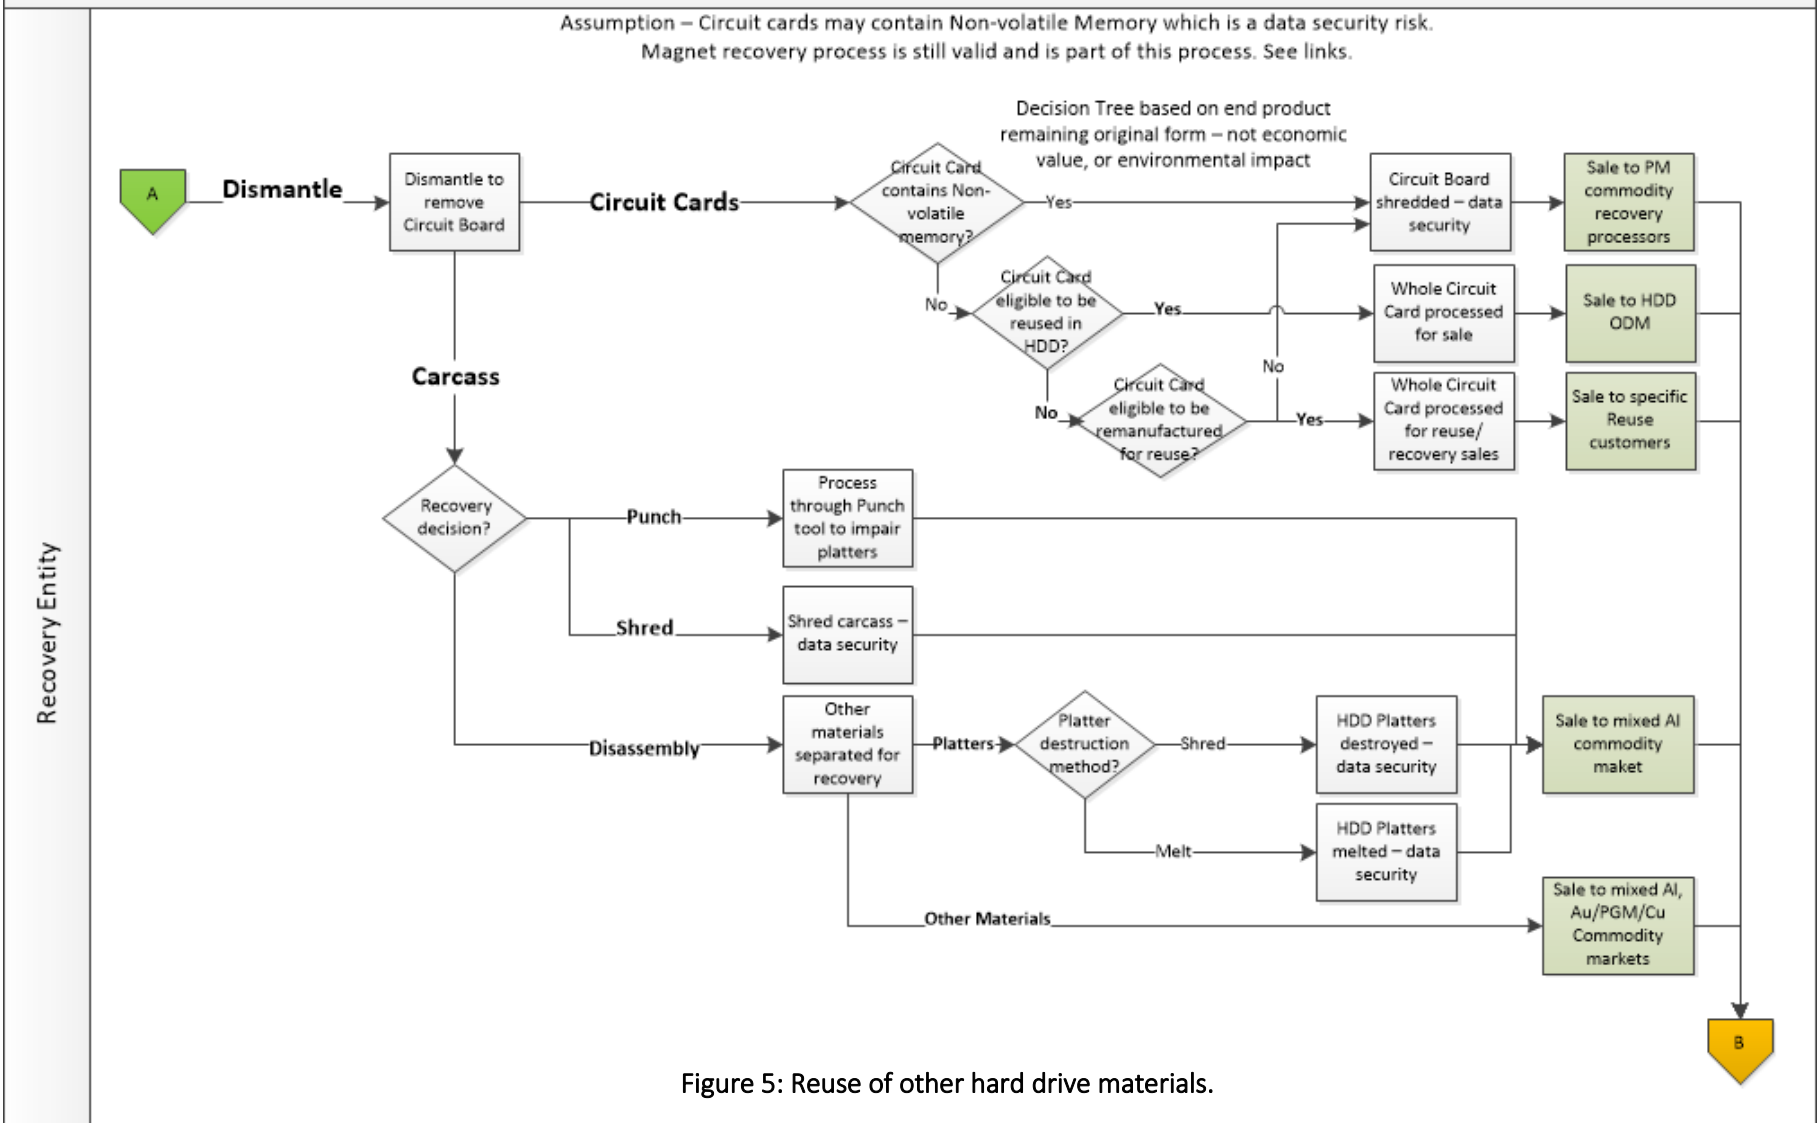 Assumption – Circuit cards may contain Non-volatile Memory which is a data security risk.
Magnet recovery process is still valid and is part of this process. See links.
Decision Tree based on end product
remaining original form – not economic
value, or environmental impact
A
Dismantle
Dismantle to
remove
Circuit Board
Circuit Cards
Circuit Card
contains Non-
volatile
memory?
Yes
Circuit Board
shredded – data
security
Sale to PM
commodity
recovery
processors
No
Circuit Card
eligible to be
reused in
HDD?
Yes
Whole Circuit
Card processed
for sale
Sale to HDD
ODM
No
Circuit Card
eligible to be
remanufactured
for reuse?
No
Yes
Whole Circuit
Card processed
for reuse/
recovery sales
Sale to specific
Reuse
customers
Carcass
Recovery
decision?
Punch
Process
through Punch
tool to impair
platters
Shred
Shred carcass –
data security
Disassembly
Other
materials
separated for
recovery
Platters
Platter
destruction
method?
Shred
HDD Platters
destroyed –
data security
Sale to mixed Al
commodity
maket
Melt
HDD Platters
melted – data
security
Other Materials
Sale to mixed Al,
Au/PGM/Cu
Commodity
markets
B
Recovery Entity
Figure 5: Reuse of other hard drive materials.